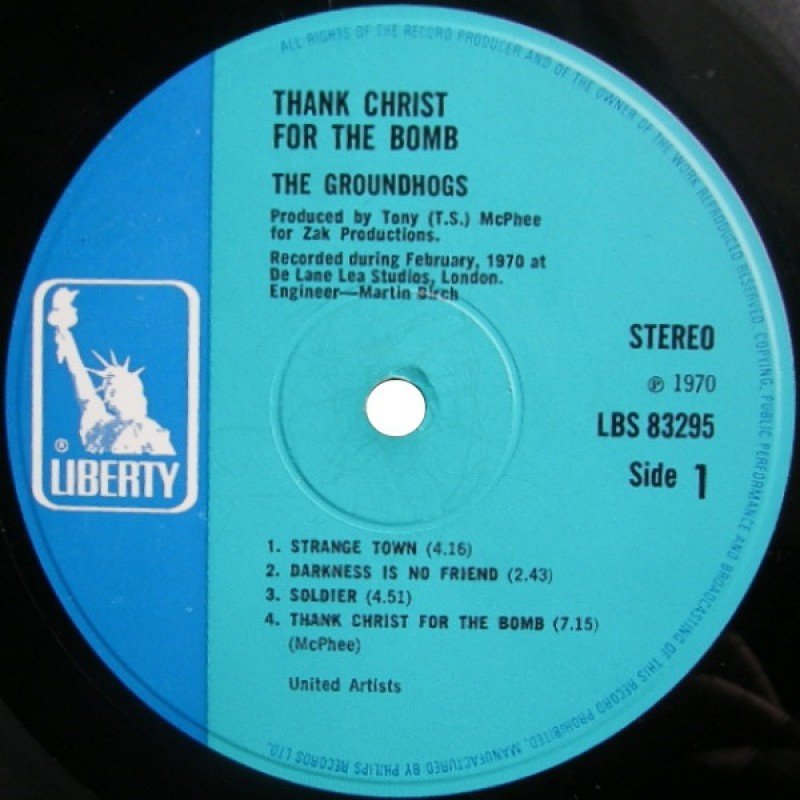 ALL RIGHTS OF THE RECORD PRODUCER AND OF THE OWNER OF THE WORK REPRODUCED RESERVED. COPYING, PUBLIC PERFORMANCE AND BROADCASTING OF THIS RECORD PROHIBITED. MANUFACTURED BY PHILIPS RECORDS LTD.
THANK CHRIST
FOR THE BOMB
THE GROUNDHOGS
Produced by Tony (T.S.) McPhee
for Zak Productions.
Recorded during February, 1970 at
De Lane Lea Studios, London.
Engineer—Martin Birch
STEREO
℗ 1970
LBS 83295
Side 1
®
LIBERTY
1. STRANGE TOWN (4.16)
2. DARKNESS IS NO FRIEND (2.43)
3. SOLDIER (4.51)
4. THANK CHRIST FOR THE BOMB (7.15)
(McPhee)
United Artists